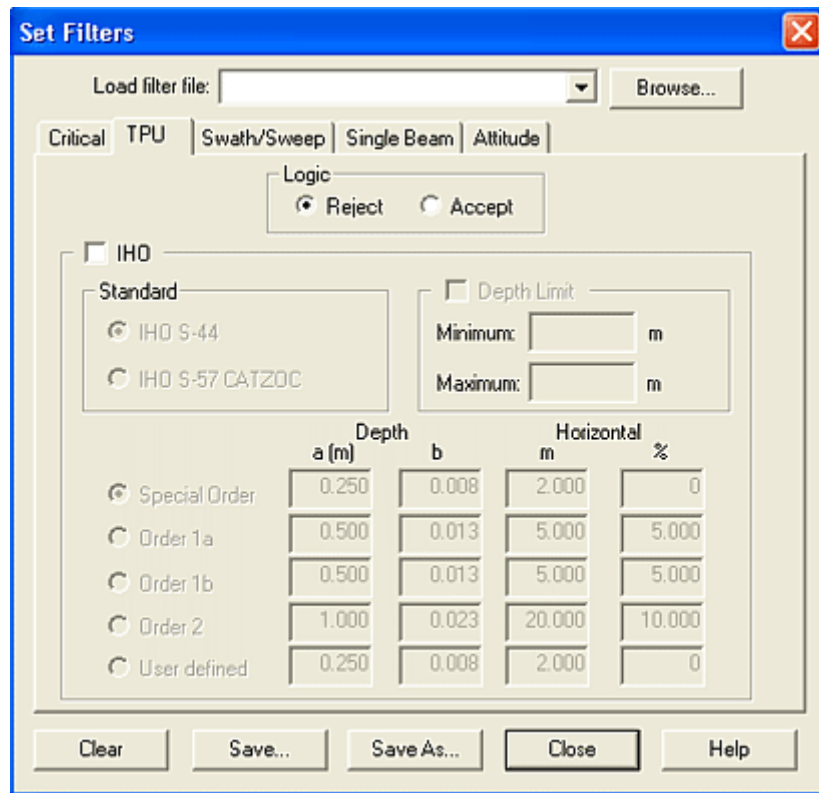 Set Filters
Load filter file: Browse...
Critical TPU Swath/Sweep Single Beam Attitude
Logic
Reject Accept
IHO
Standard Depth Limit
IHO S-44 Minimum: m
IHO S-57 CATZOC Maximum: m
Depth Horizontal
a (m) b m %
Special Order 0.250 0.008 2.000 0
Order 1a 0.500 0.013 5.000 5.000
Order 1b 0.500 0.013 5.000 5.000
Order 2 1.000 0.023 20.000 10.000
User defined 0.250 0.008 2.000 0
Clear Save... Save As... Close Help